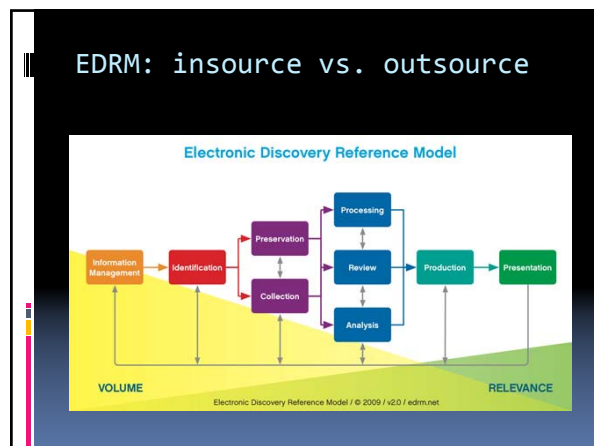 EDRM: insource vs. outsource
Electronic Discovery Reference Model
Information
Management
Identification
Preservation
Collection
Processing
Review
Analysis
Production
Presentation
VOLUME
RELEVANCE
Electronic Discovery Reference Model / © 2009 / v2.0 / edrm.net